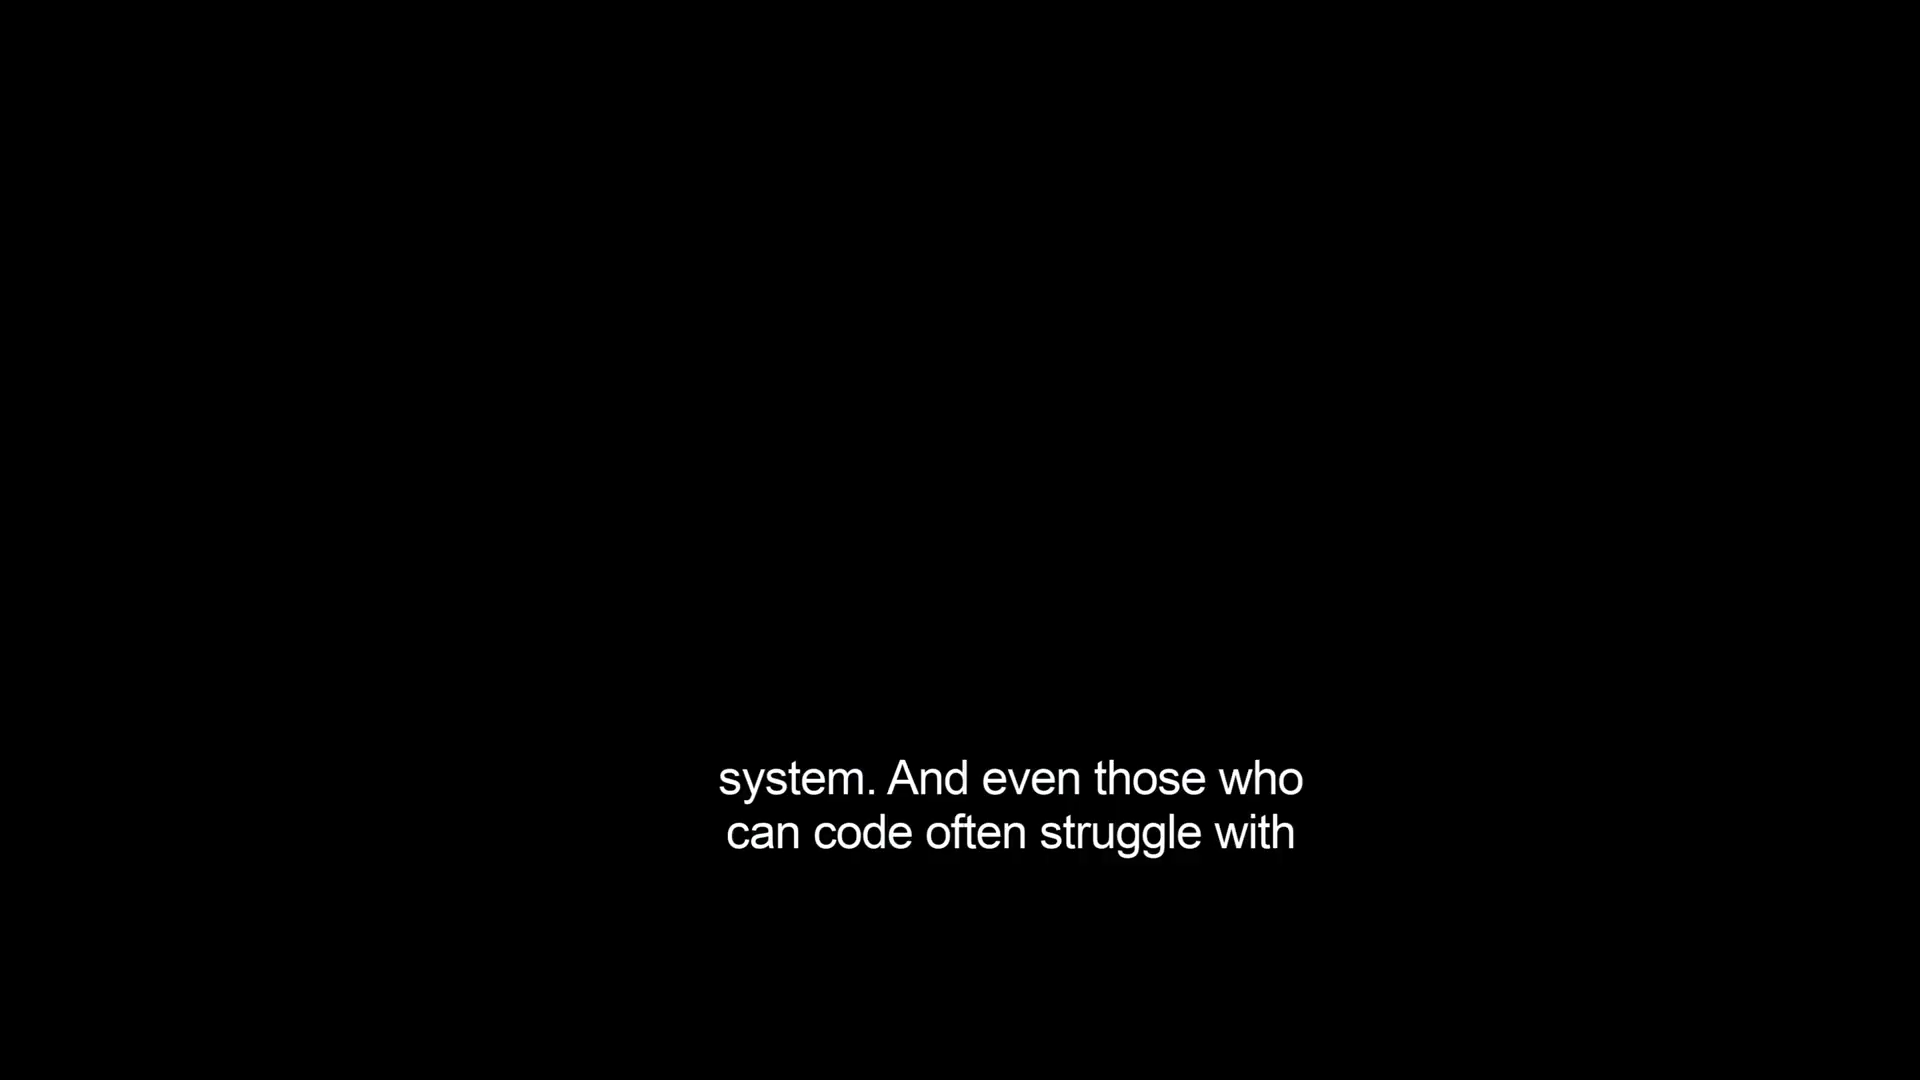 system. And even those who
can code often struggle with